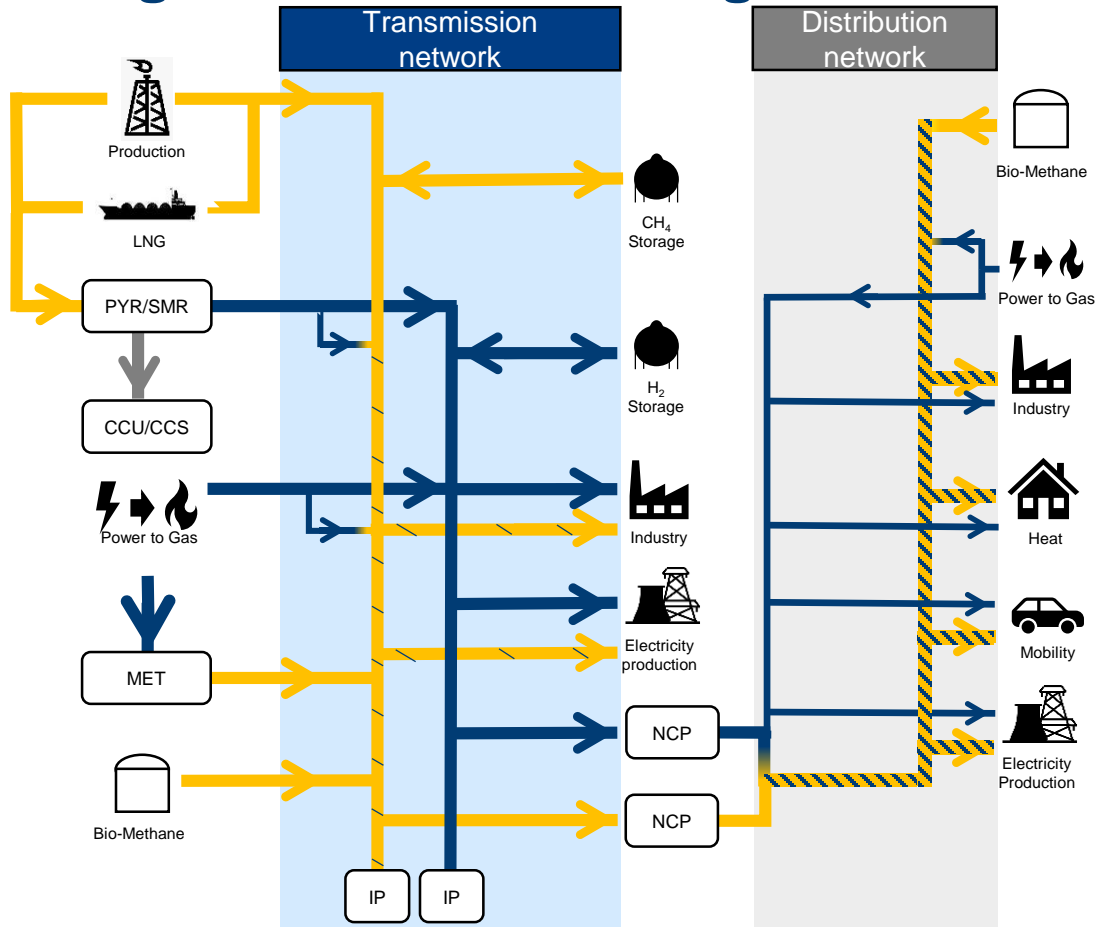 Transmission
network
Distribution
network
Production
LNG
PYR/SMR
CCU/CCS
Power to Gas
MET
Bio-Methane
IP
IP
CH4
Storage
H2
Storage
Industry
Electricity
production
NCP
NCP
Bio-Methane
Power to Gas
Industry
Heat
Mobility
Electricity
Production